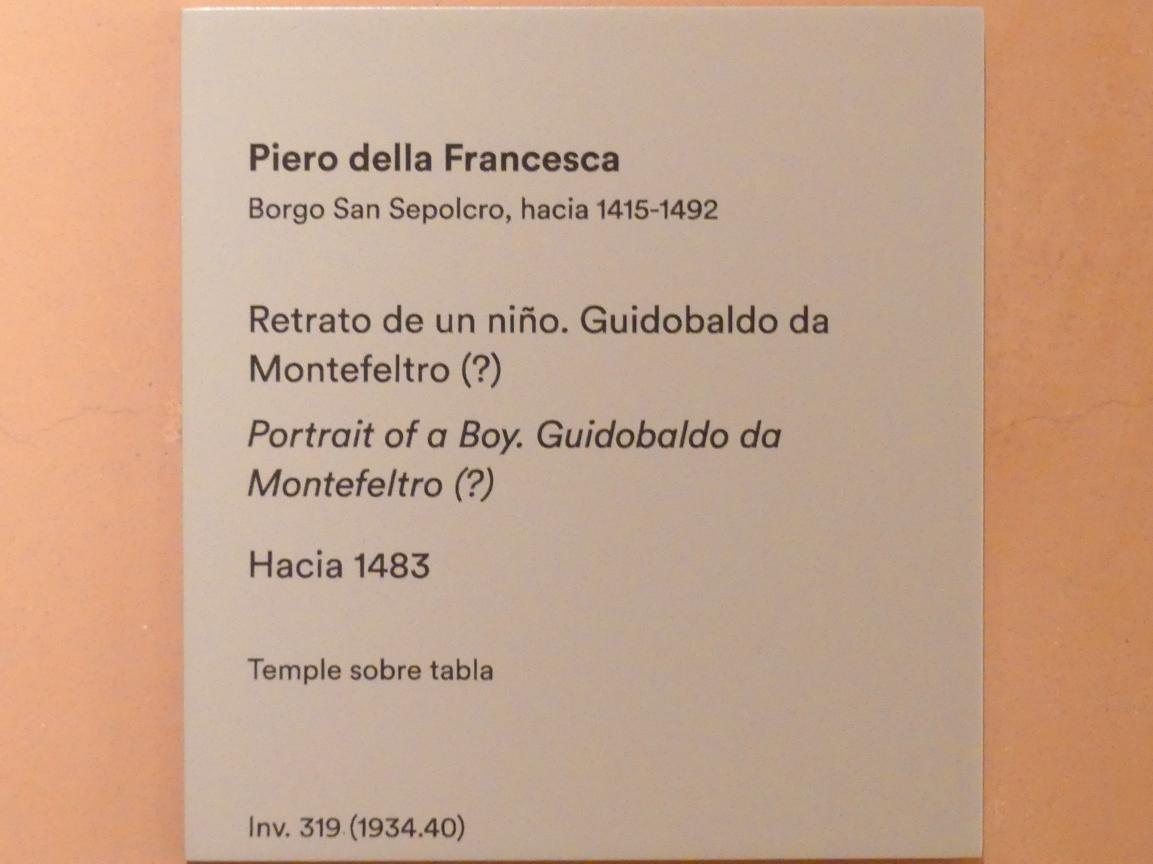 Piero della Francesca
Borgo San Sepolcro, hacia 1415-1492
Retrato de un niño. Guidobaldo da
Montefeltro (?)
Portrait of a Boy. Guidobaldo da
Montefeltro (?)
Hacia 1483
Temple sobre tabla
Inv. 319 (1934.40)